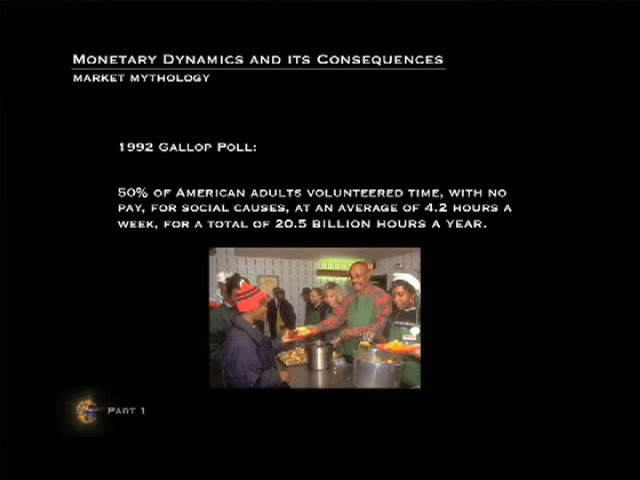 Monetary Dynamics and its Consequences
market mythology
1992 Gallop Poll:
50% of American adults volunteered time, with no
pay, for social causes, at an average of 4.2 hours a
week, for a total of 20.5 billion hours a year.
Part 1